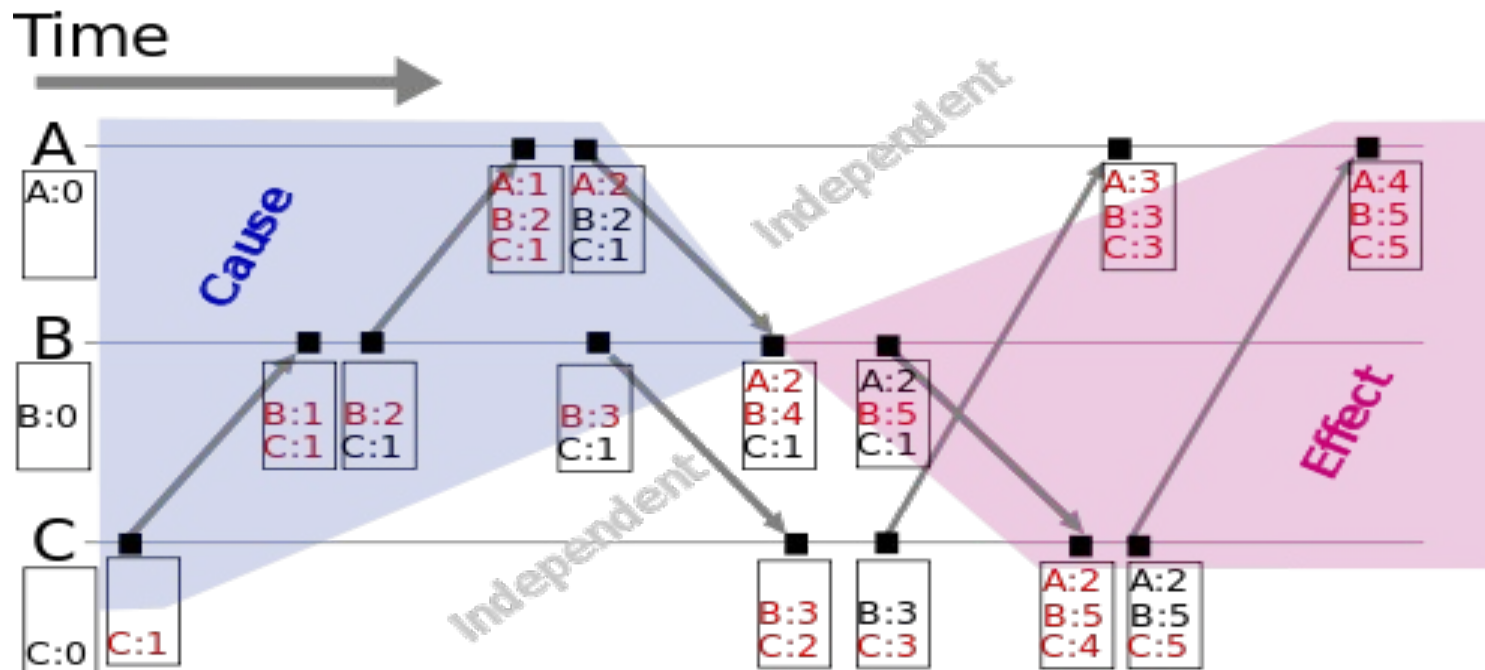 Time
A
A:0
Cause
A:1
B:2
C:1
A:2
B:2
C:1
Independent
A:3
B:3
C:3
A:4
B:5
C:5
B
B:0
B:1
C:1
B:2
C:1
B:3
C:1
A:2
B:4
C:1
A:2
B:5
C:1
Effect
Independent
C
C:0
C:1
B:3
C:2
B:3
C:3
A:2
B:5
C:4
A:2
B:5
C:5